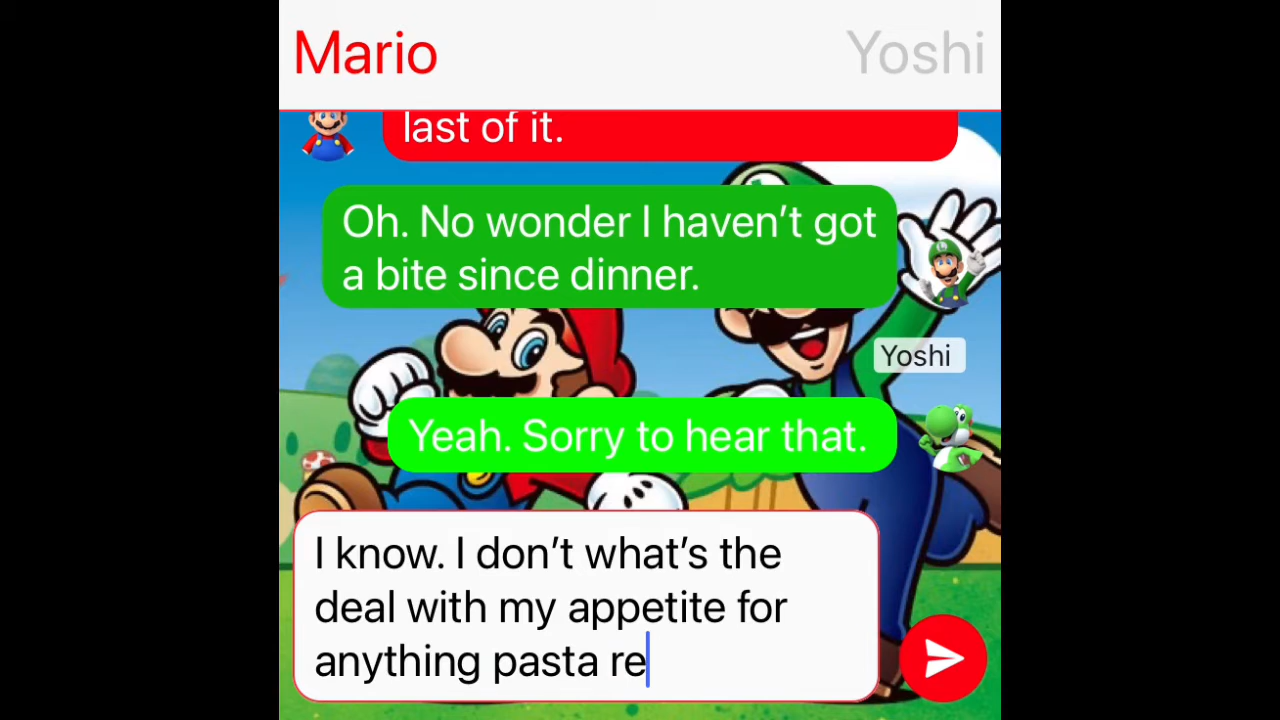 Mario
Yoshi
last of it.
Oh. No wonder I haven’t got
a bite since dinner.
Yoshi
Yeah. Sorry to hear that.
I know. I don’t what’s the
deal with my appetite for
anything pasta re